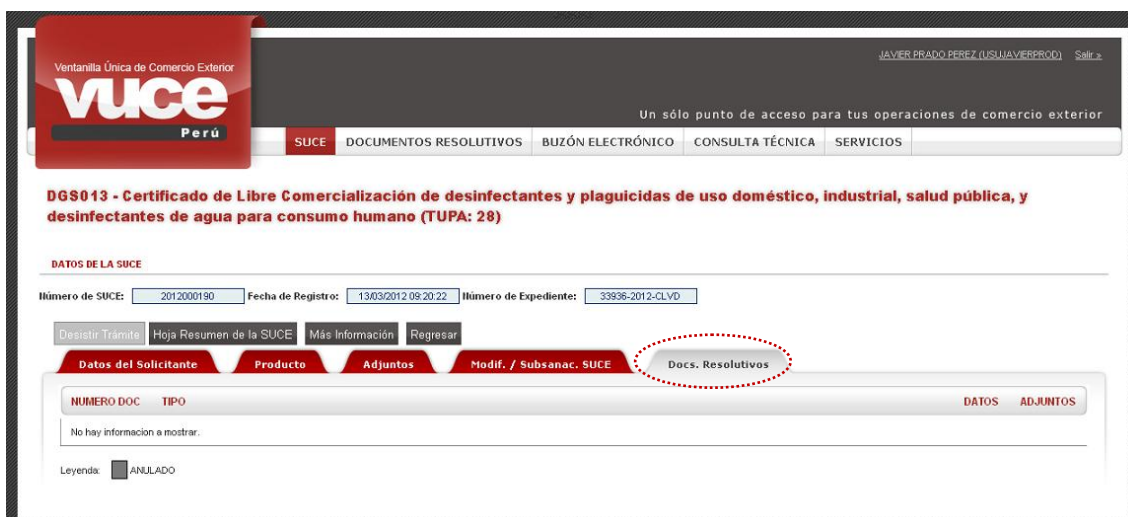 Ventanilla Única de Comercio Exterior
vuce
Perú
JAVIER PRADO PEREZ (USUJAVIERPROD) Salir »
Un sólo punto de acceso para tus operaciones de comercio exterior
SUCE DOCUMENTOS RESOLUTIVOS BUZÓN ELECTRÓNICO CONSULTA TÉCNICA SERVICIOS
DGS013 - Certificado de Libre Comercialización de desinfectantes y plaguicidas de uso doméstico, industrial, salud pública, y
desinfectantes de agua para consumo humano (TUPA: 28)
DATOS DE LA SUCE
Número de SUCE: 2012000190 Fecha de Registro: 13/03/2012 09:20:22 Número de Expediente: 33936-2012-CLVD
Desistir Trámite Hoja Resumen de la SUCE Más Información Regresar
Datos del Solicitante Producto Adjuntos Modif. / Subsanac. SUCE Docs. Resolutivos
NUMERO DOC TIPO DATOS ADJUNTOS
No hay informacion a mostrar.
Leyenda: ANULADO